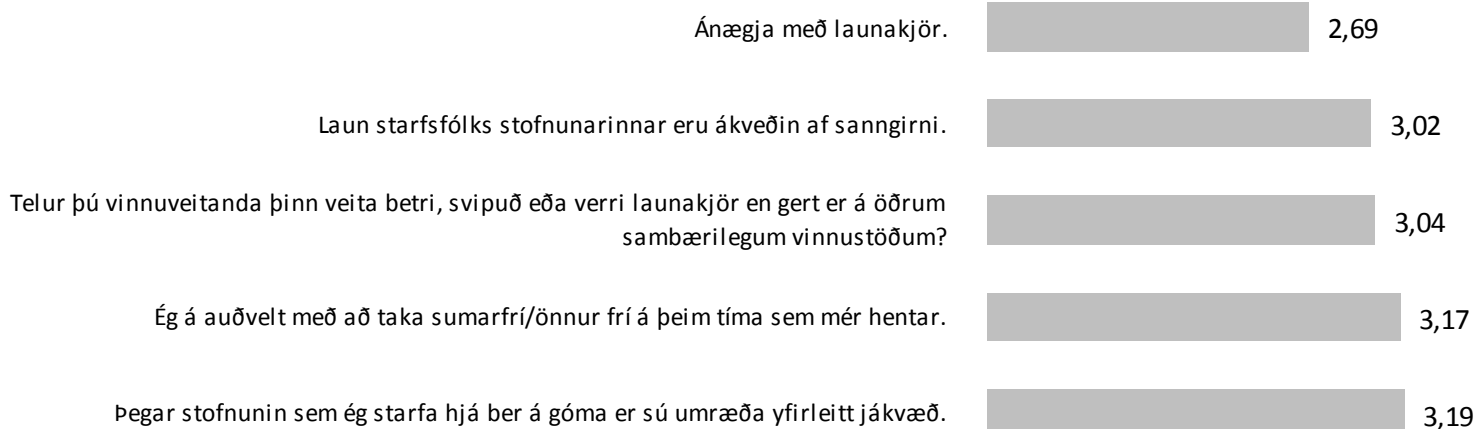 Ánægja með launakjör.
2,69
Laun starfsfólks stofnunarinnar eru ákveðin af sanngirni.
3,02
Telur þú vinnuveitanda þinn veita betri, svipuð eða verri launakjör en gert er á öðrum
sambærilegum vinnustöðum?
3,04
Ég á auðvelt með að taka sumarfrí/önnur frí á þeim tíma sem mér hentar.
3,17
Þegar stofnunin sem ég starfa hjá ber á góma er sú umræða yfirleitt jákvæð.
3,19